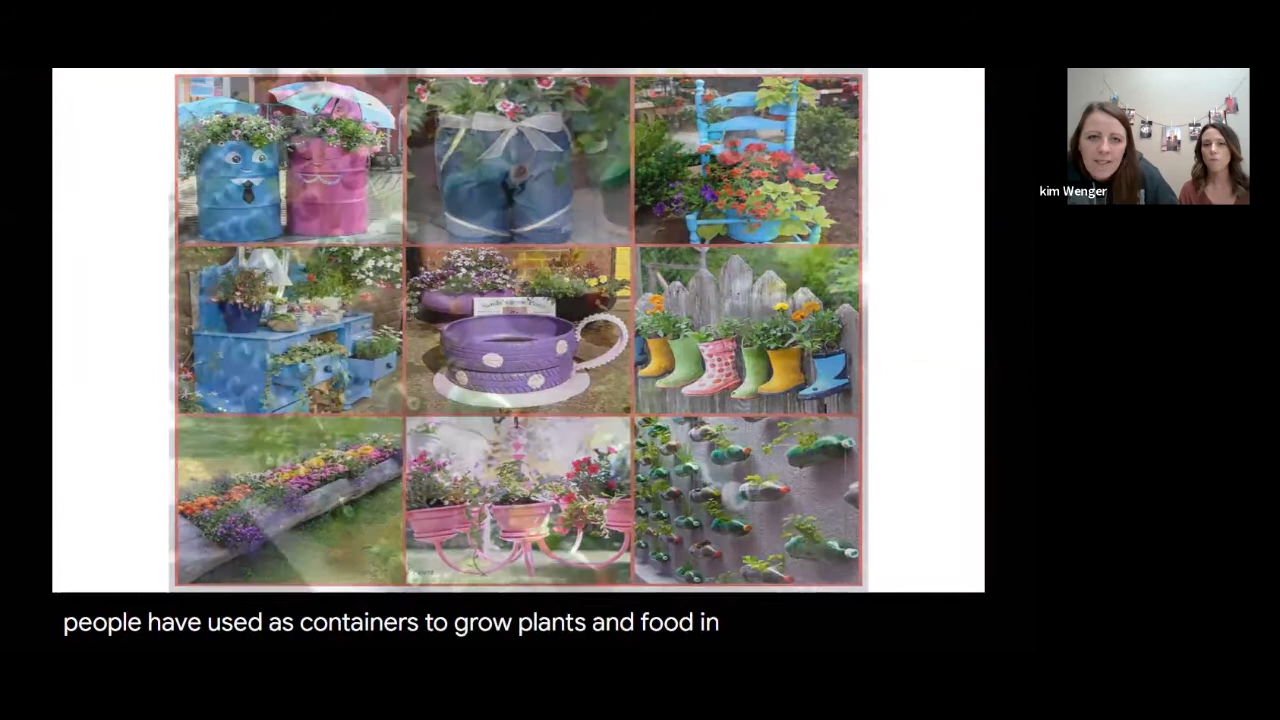 kim Wenger
people have used as containers to grow plants and food in